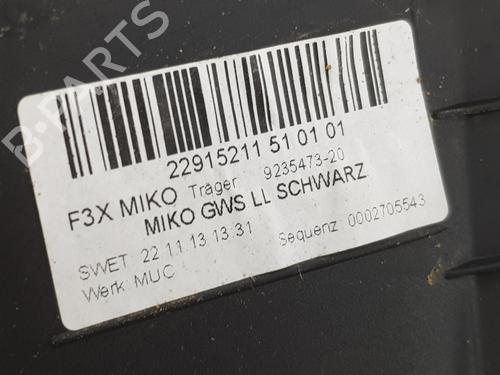 B-PARTS
22915211 51 01 01
F3X MIKO Träger 9235473-20
MIKO GWS LL SCHWARZ
SWET 22 11 13 13:31 Sequenz 0002705543
Werk MUC